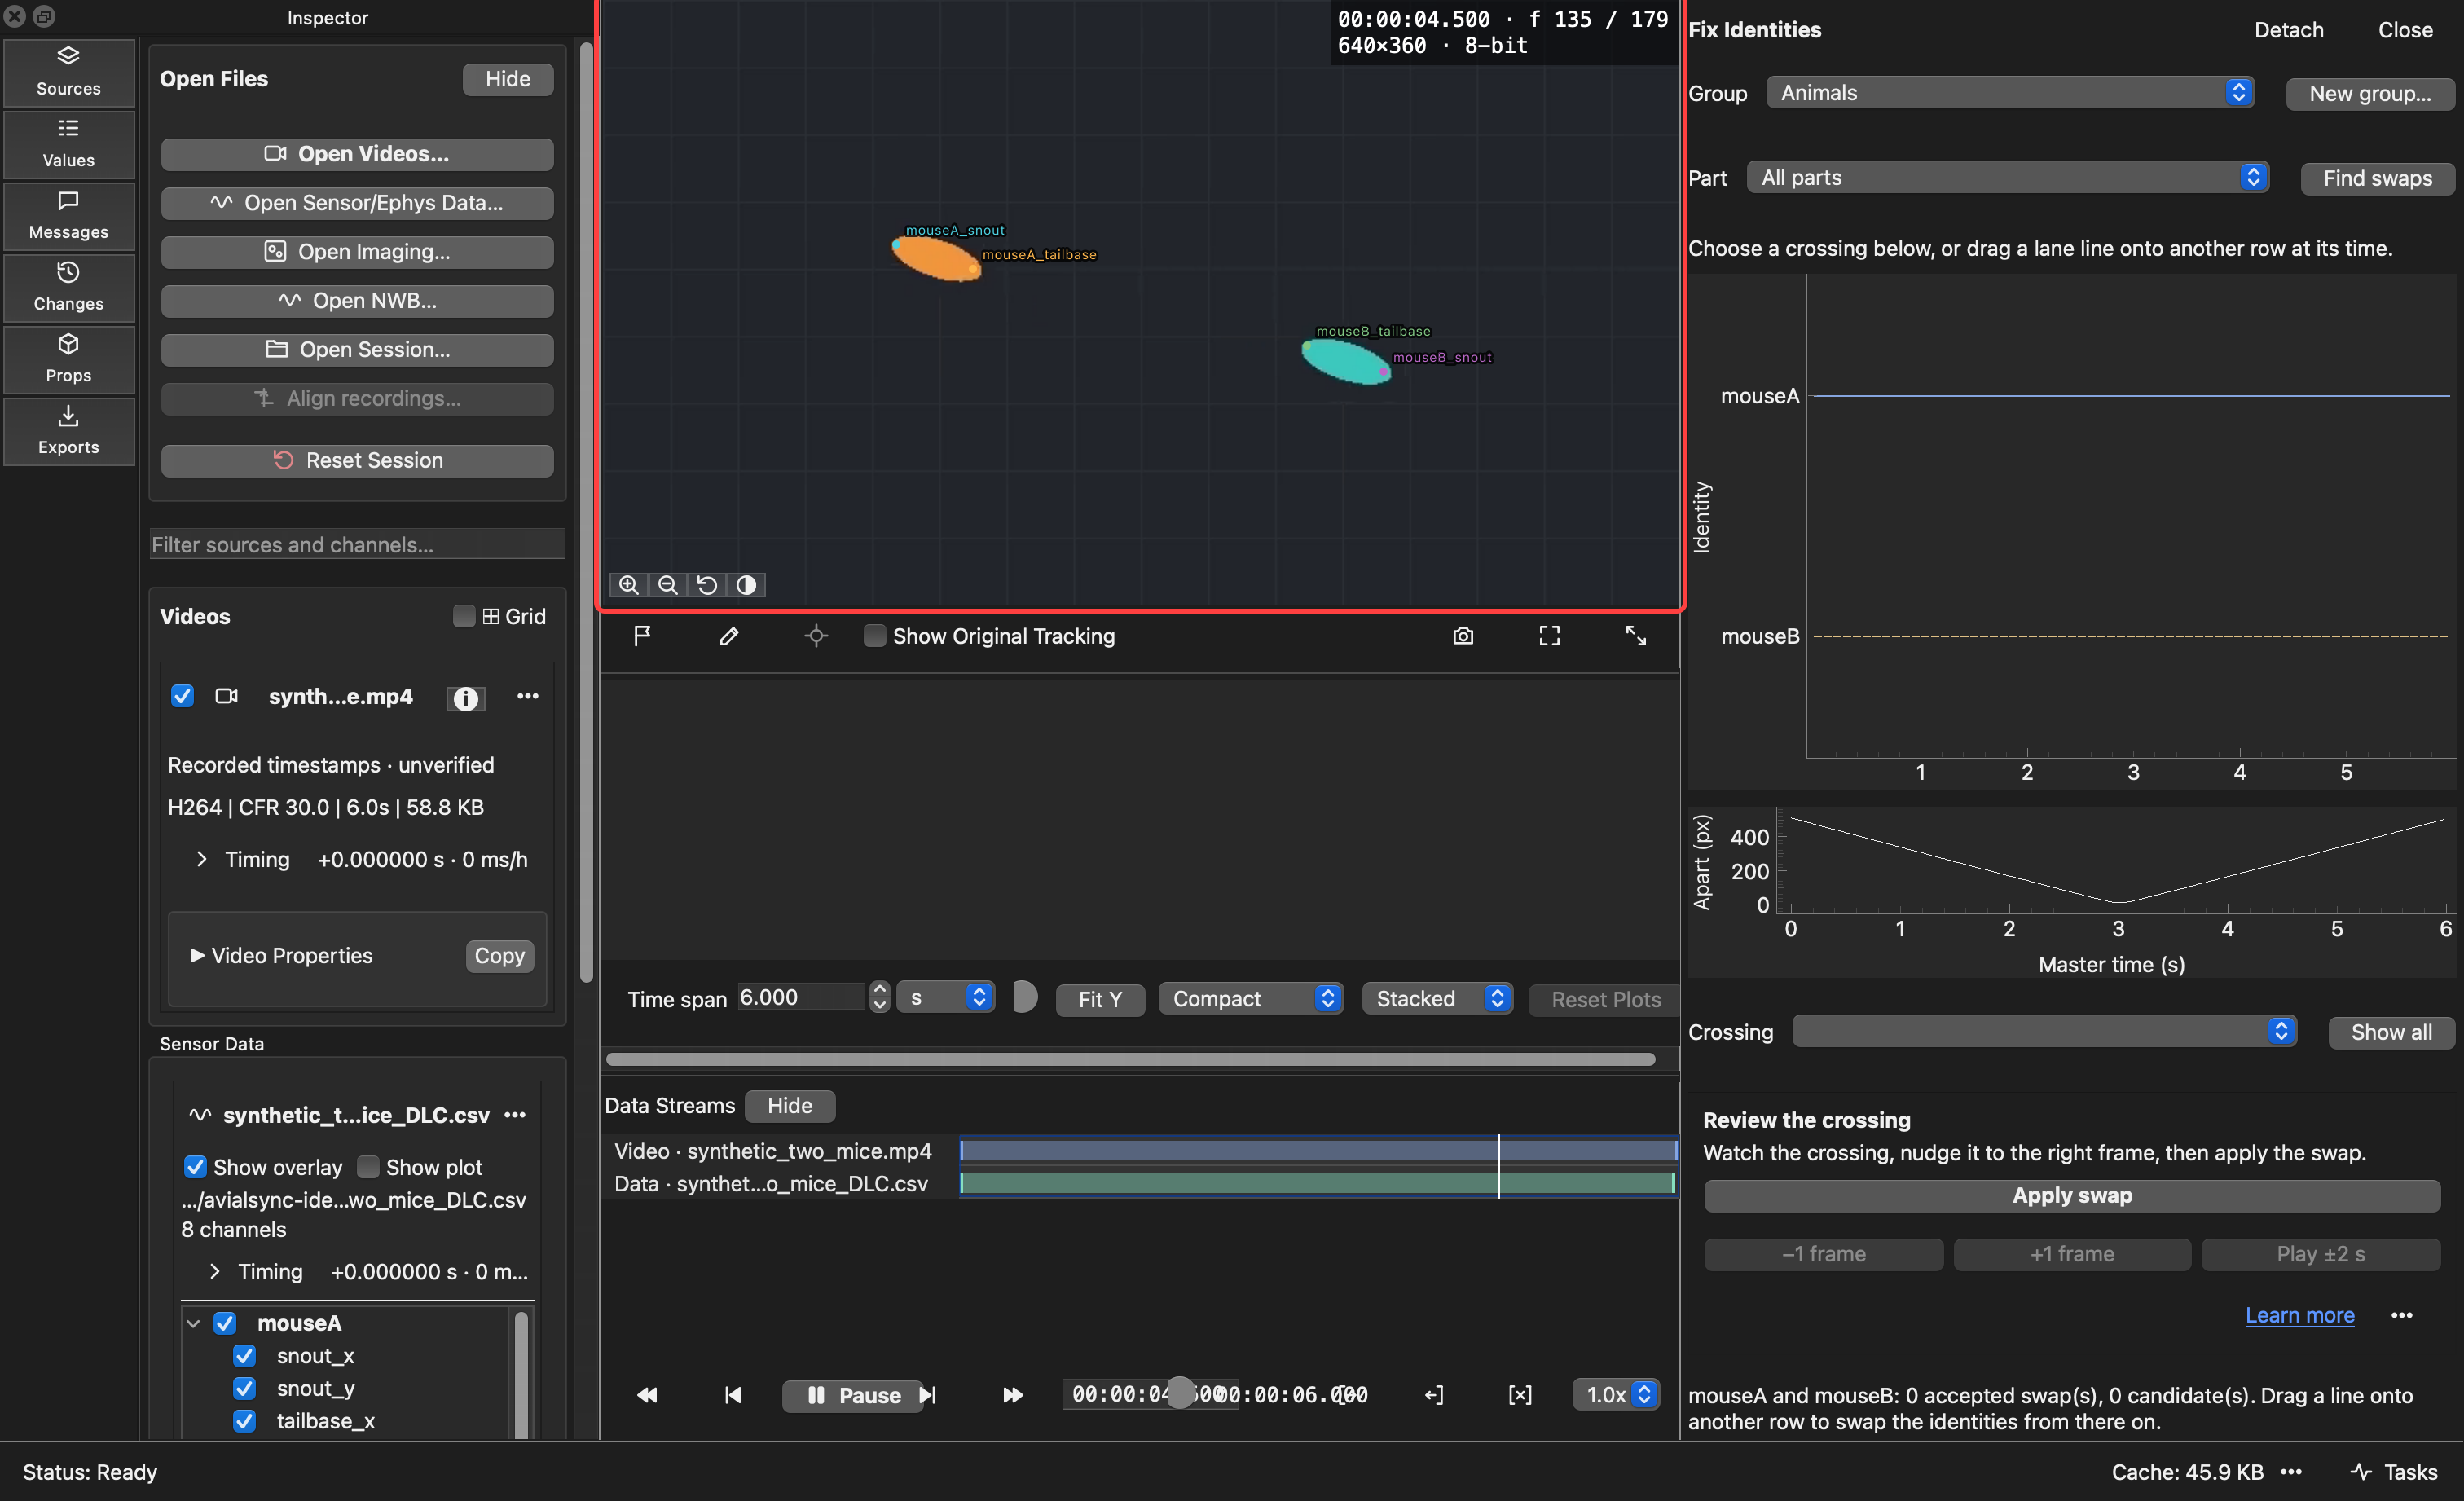 Inspector
Sources
Values
Messages
Changes
Props
Exports
Open Files
Hide
Open Videos...
Open Sensor/Ephys Data...
Open Imaging...
Open NWB...
Open Session...
Align recordings...
Reset Session
Filter sources and channels...
Videos
Grid
synth...e.mp4
Recorded timestamps · unverified
H264 | CFR 30.0 | 6.0s | 58.8 KB
Timing +0.000000 s · 0 ms/h
Video Properties
Copy
Sensor Data
synthetic_t...ice_DLC.csv
Show overlay Show plot
.../avialsync-ide...wo_mice_DLC.csv
8 channels
Timing +0.000000 s · 0 m...
mouseA
snout_x
snout_y
tailbase_x
00:00:04.500 · f 135 / 179
640×360 · 8-bit
mouseA_snout
mouseA_tailbase
mouseB_tailbase
mouseB_snout
Show Original Tracking
Time span 6.000 s
Fit Y
Compact
Stacked
Reset Plots
Data Streams Hide
Video · synthetic_two_mice.mp4
Data · synthet...o_mice_DLC.csv
Pause
00:00:06.000
1.0x
Fix Identities
Detach
Close
Group Animals
New group...
Part All parts
Find swaps
Choose a crossing below, or drag a lane line onto another row at its time.
Identity
mouseA
mouseB
1 2 3 4 5
Apart (px)
400
200
0
0 1 2 3 4 5 6
Master time (s)
Crossing
Show all
Review the crossing
Watch the crossing, nudge it to the right frame, then apply the swap.
Apply swap
−1 frame
+1 frame
Play ±2 s
Learn more
mouseA and mouseB: 0 accepted swap(s), 0 candidate(s). Drag a line onto
another row to swap the identities from there on.
Status: Ready
Cache: 45.9 KB
Tasks